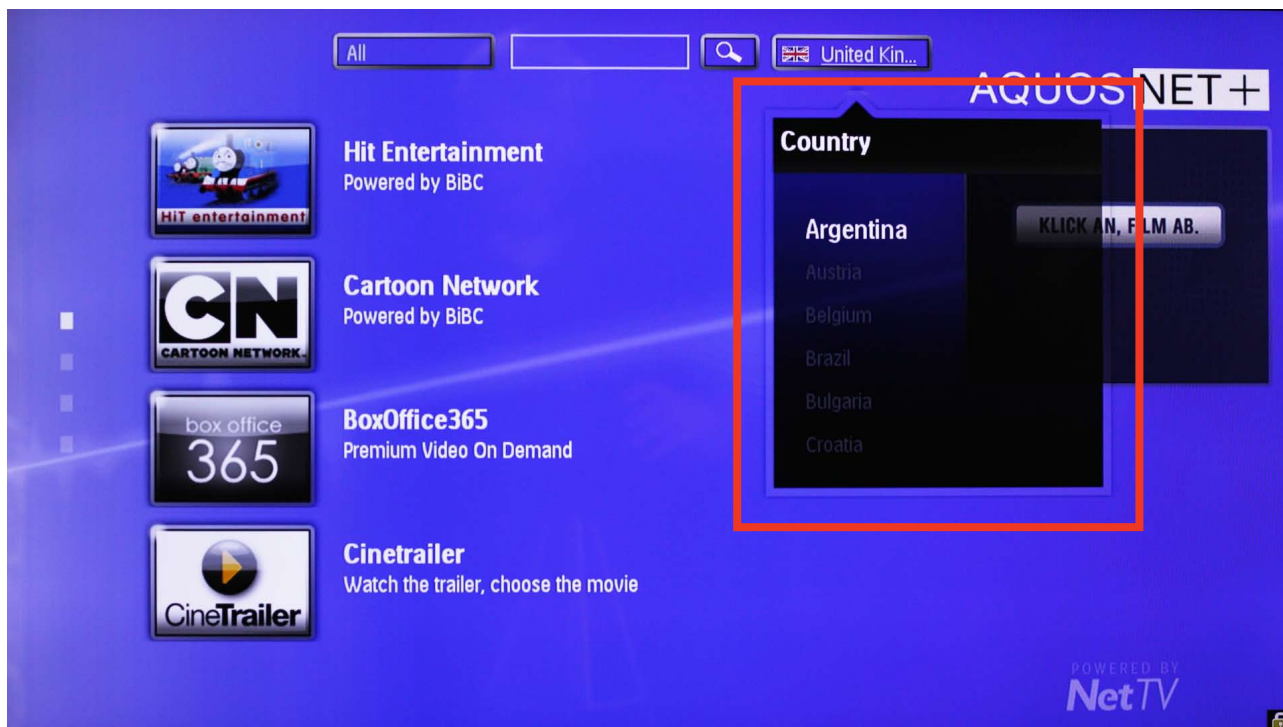 All
United Kin...
AQUOS NET+
HiT entertainment
Hit Entertainment
Powered by BiBC
CN
CARTOON NETWORK
Cartoon Network
Powered by BiBC
box office
365
BoxOffice365
Premium Video On Demand
CineTrailer
Cinetrailer
Watch the trailer, choose the movie
Country
Argentina
Austria
Belgium
Brazil
Bulgaria
Croatia
KLICK AN, FILM AB.
POWERED BY
NetTV